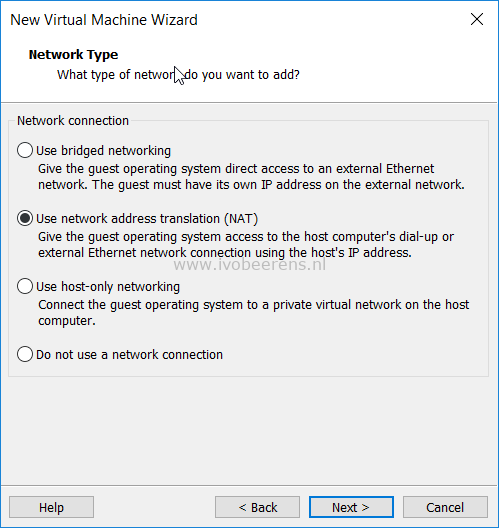 New Virtual Machine Wizard
Network Type
What type of network do you want to add?
Network connection
Use bridged networking
Give the guest operating system direct access to an external Ethernet
network. The guest must have its own IP address on the external network.
Use network address translation (NAT)
Give the guest operating system access to the host computer's dial-up or
external Ethernet network connection using the host's IP address.
www.ivobeerens.nl
Use host-only networking
Connect the guest operating system to a private virtual network on the host
computer.
Do not use a network connection
Help
< Back
Next >
Cancel